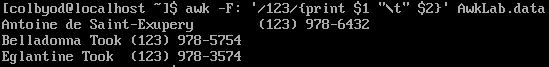 [colbyod@localhost ~]$ awk -F: '/123/{print $1 "\t" $2}' AwkLab.data
Antoine de Saint-Exupery        (123) 978-6432
Belladonna Took (123) 978-5754
Eglantine Took  (123) 978-3574